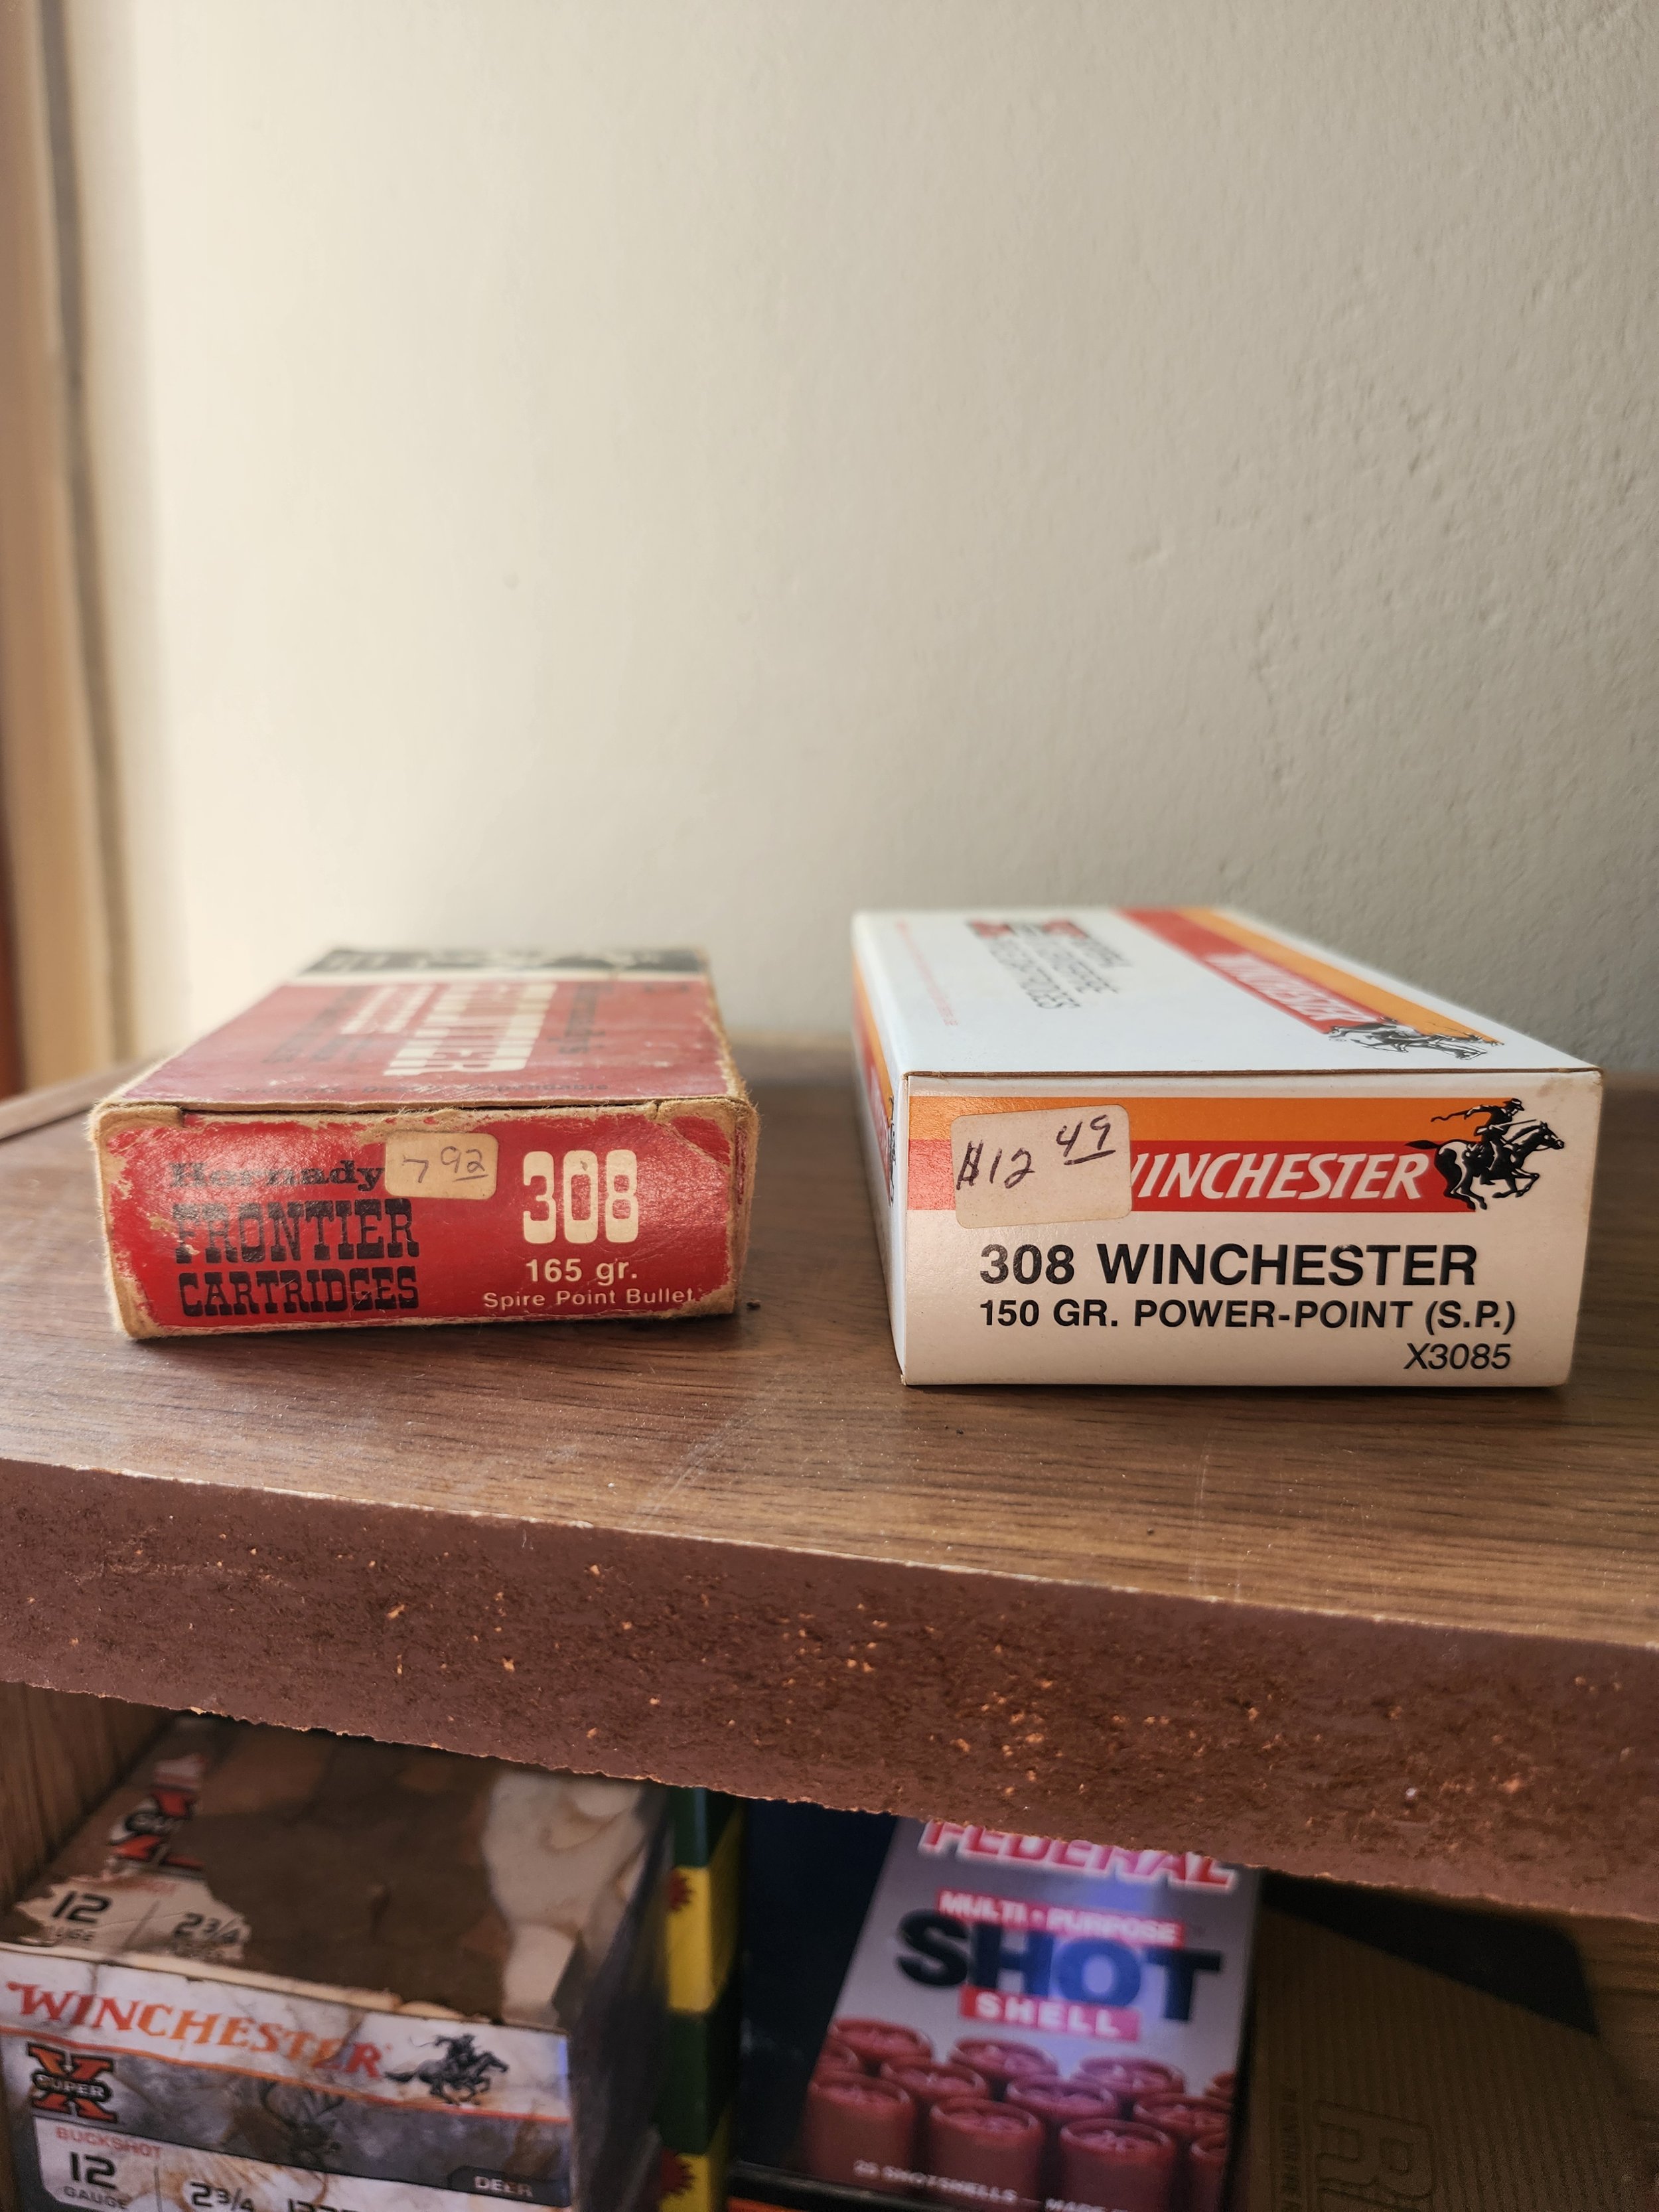 FRONTIER
Hornady
7 92
FRONTIER
CARTRIDGES
308
165 gr.
Spire Point Bullet
WINCHESTER
$12 49
WINCHESTER
308 WINCHESTER
150 GR. POWER-POINT (S.P.)
X3085
12
2 3/4
WINCHESTER
SUPER
X
BUCKSHOT
12
GAUGE
2 3/4
DEER
FEDERAL
MULTI • PURPOSE
SHOT
SHELL
25 SHOTSHELLS — MADE